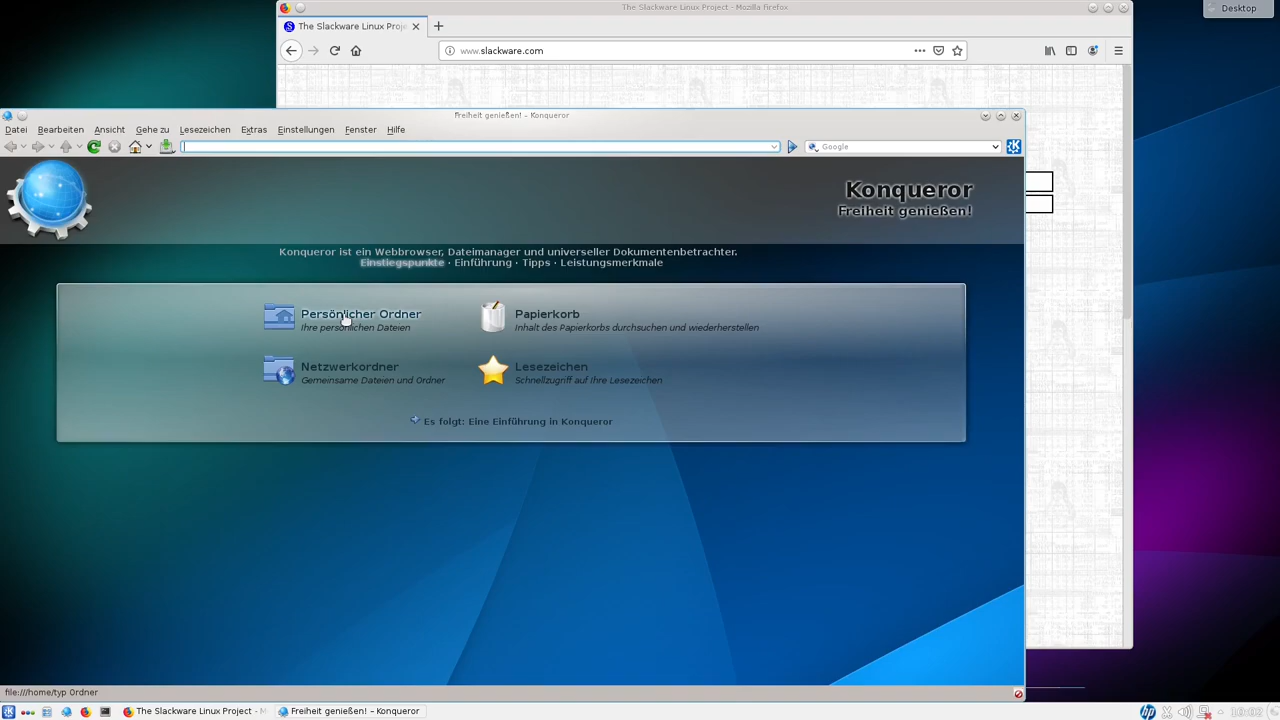 The Slackware Linux Project - Mozilla Firefox
Desktop
The Slackware Linux Proje
www.slackware.com
Freiheit genießen! – Konqueror
Datei Bearbeiten Ansicht Gehe zu Lesezeichen Extras Einstellungen Fenster Hilfe
Google
Konqueror
Freiheit genießen!
Konqueror ist ein Webbrowser, Dateimanager und universeller Dokumentenbetrachter.
Einstiegspunkte · Einführung · Tipps · Leistungsmerkmale
Persönlicher Ordner
Ihre persönlichen Dateien
Papierkorb
Inhalt des Papierkorbs durchsuchen und wiederherstellen
Netzwerkordner
Gemeinsame Dateien und Ordner
Lesezeichen
Schnellzugriff auf Ihre Lesezeichen
Es folgt: Eine Einführung in Konqueror
file:///home/typ Ordner
The Slackware Linux Project - M
Freiheit genießen! – Konqueror
10:02